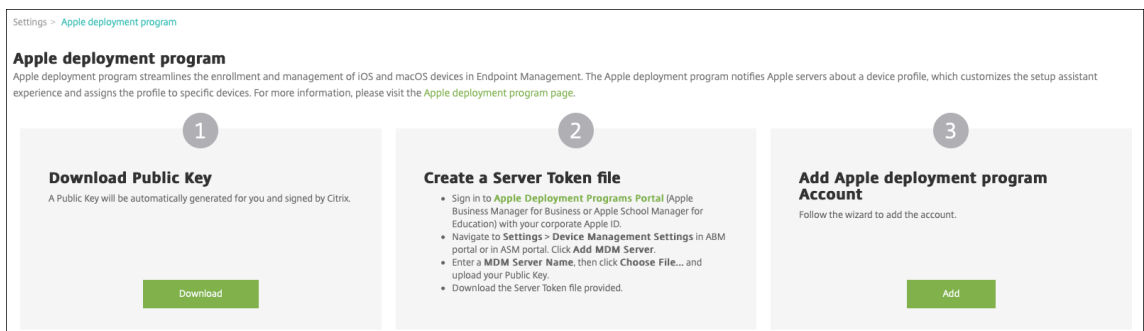 Settings > Apple deployment program
Apple deployment program
Apple deployment program streamlines the enrollment and management of iOS and macOS devices in Endpoint Management. The Apple deployment program notifies Apple servers about a device profile, which customizes the setup assistant
experience and assigns the profile to specific devices. For more information, please visit the Apple deployment program page.
1
Download Public Key
A Public Key will be automatically generated for you and signed by Citrix.
Download
2
Create a Server Token file
• Sign in to Apple Deployment Programs Portal (Apple
Business Manager for Business or Apple School Manager for
Education) with your corporate Apple ID.
• Navigate to Settings > Device Management Settings in ABM
portal or in ASM portal. Click Add MDM Server.
• Enter a MDM Server Name, then click Choose File... and
upload your Public Key.
• Download the Server Token file provided.
3
Add Apple deployment program
Account
Follow the wizard to add the account.
Add